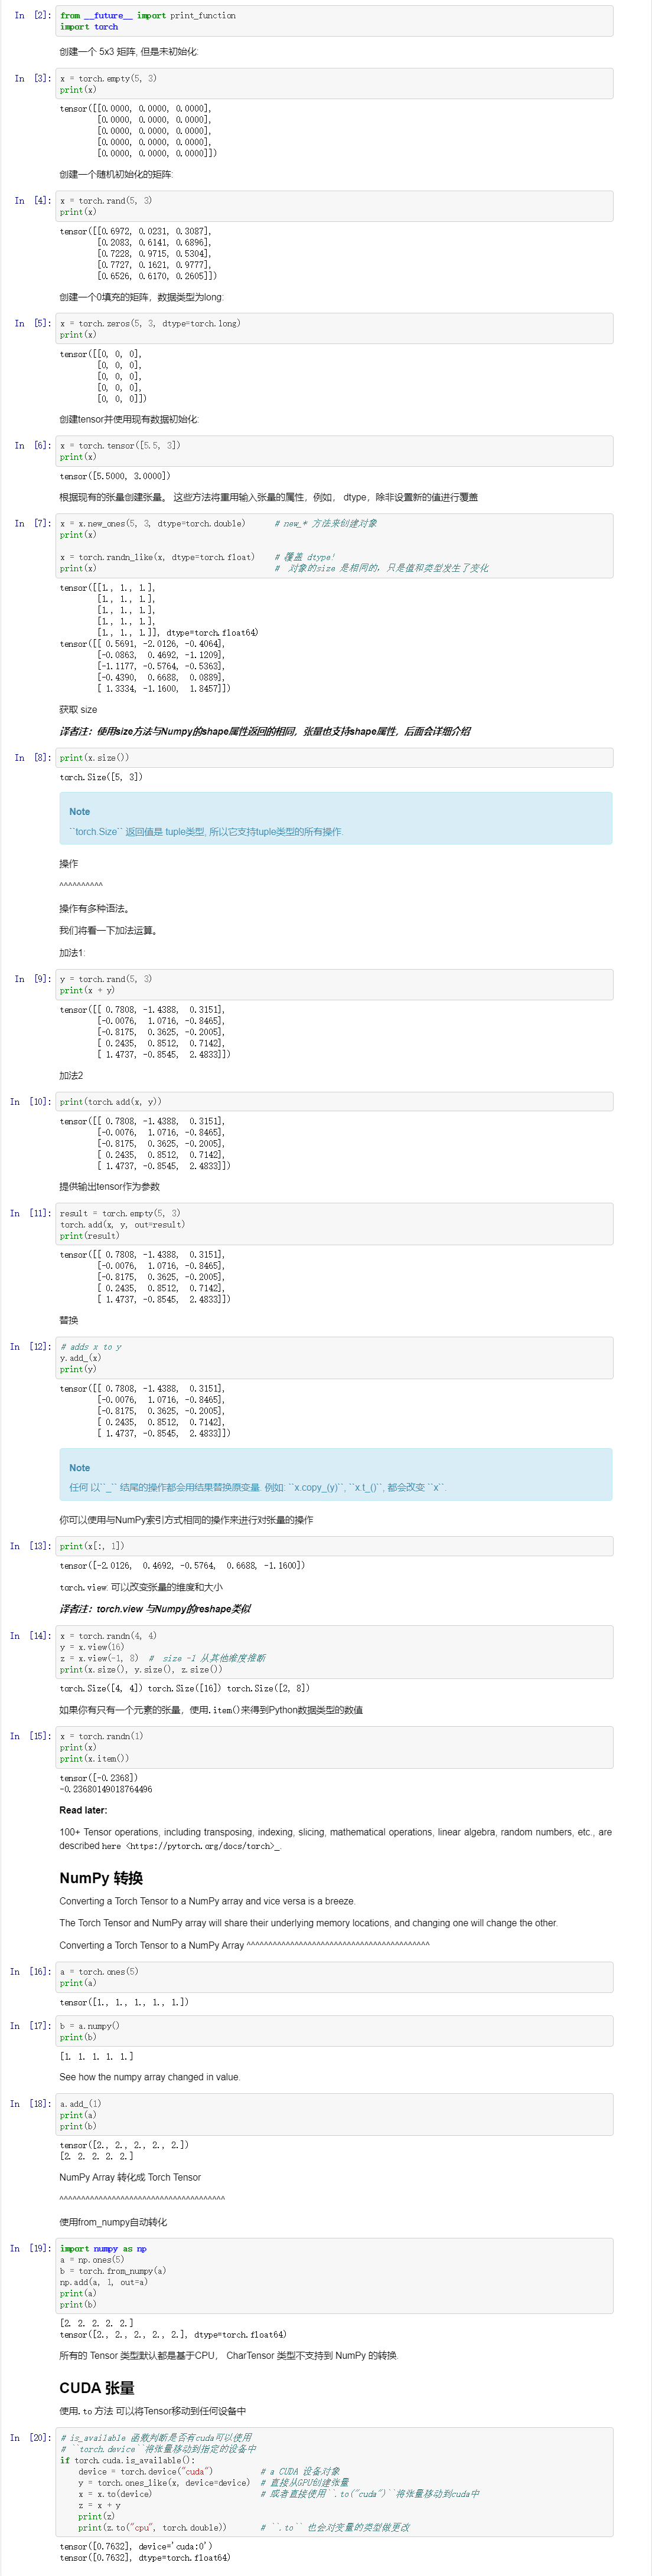 In [2]: from __future__ import print_function
import torch
创建一个 5x3 矩阵, 但是未初始化:
In [3]: x = torch.empty(5, 3)
print(x)
tensor([[0.0000, 0.0000, 0.0000],
[0.0000, 0.0000, 0.0000],
[0.0000, 0.0000, 0.0000],
[0.0000, 0.0000, 0.0000],
[0.0000, 0.0000, 0.0000]])
创建一个随机初始化的矩阵:
In [4]: x = torch.rand(5, 3)
print(x)
tensor([[0.6972, 0.0231, 0.3087],
[0.2083, 0.6141, 0.6896],
[0.7228, 0.9715, 0.5304],
[0.7727, 0.1621, 0.9777],
[0.6526, 0.6170, 0.2605]])
创建一个0填充的矩阵，数据类型为long:
In [5]: x = torch.zeros(5, 3, dtype=torch.long)
print(x)
tensor([[0, 0, 0],
[0, 0, 0],
[0, 0, 0],
[0, 0, 0],
[0, 0, 0]])
创建tensor并使用现有数据初始化:
In [6]: x = torch.tensor([5.5, 3])
print(x)
tensor([5.5000, 3.0000])
根据现有的张量创建张量。 这些方法将重用输入张量的属性，例如， dtype，除非设置新的值进行覆盖
In [7]: x = x.new_ones(5, 3, dtype=torch.double) # new_* 方法来创建对象
print(x)
x = torch.randn_like(x, dtype=torch.float) # 覆盖 dtype!
print(x) # 对象的size 是相同的，只是值和类型发生了变化
tensor([[1., 1., 1.],
[1., 1., 1.],
[1., 1., 1.],
[1., 1., 1.],
[1., 1., 1.]], dtype=torch.float64)
tensor([[ 0.5691, -2.0126, -0.4064],
[-0.0863, 0.4692, -1.1209],
[-1.1177, -0.5764, -0.5363],
[-0.4390, 0.6688, 0.0889],
[ 1.3334, -1.1600, 1.8457]])
获取 size
译者注：使用size方法与Numpy的shape属性返回的相同，张量也支持shape属性，后面会详细介绍
In [8]: print(x.size())
torch.Size([5, 3])
Note
``torch.Size`` 返回值是 tuple类型, 所以它支持tuple类型的所有操作.
操作
^^^^^^^^^^
操作有多种语法。
我们将看一下加法运算。
加法1:
In [9]: y = torch.rand(5, 3)
print(x + y)
tensor([[ 0.7808, -1.4388, 0.3151],
[-0.0076, 1.0716, -0.8465],
[-0.8175, 0.3625, -0.2005],
[ 0.2435, 0.8512, 0.7142],
[ 1.4737, -0.8545, 2.4833]])
加法2
In [10]: print(torch.add(x, y))
tensor([[ 0.7808, -1.4388, 0.3151],
[-0.0076, 1.0716, -0.8465],
[-0.8175, 0.3625, -0.2005],
[ 0.2435, 0.8512, 0.7142],
[ 1.4737, -0.8545, 2.4833]])
提供输出tensor作为参数
In [11]: result = torch.empty(5, 3)
torch.add(x, y, out=result)
print(result)
tensor([[ 0.7808, -1.4388, 0.3151],
[-0.0076, 1.0716, -0.8465],
[-0.8175, 0.3625, -0.2005],
[ 0.2435, 0.8512, 0.7142],
[ 1.4737, -0.8545, 2.4833]])
替换
In [12]: # adds x to y
y.add_(x)
print(y)
tensor([[ 0.7808, -1.4388, 0.3151],
[-0.0076, 1.0716, -0.8465],
[-0.8175, 0.3625, -0.2005],
[ 0.2435, 0.8512, 0.7142],
[ 1.4737, -0.8545, 2.4833]])
Note
任何 以``_`` 结尾的操作都会用结果替换原变量. 例如: ``x.copy_(y)``, ``x.t_()``, 都会改变 ``x``.
你可以使用与NumPy索引方式相同的操作来进行对张量的操作
In [13]: print(x[:, 1])
tensor([-2.0126, 0.4692, -0.5764, 0.6688, -1.1600])
torch.view: 可以改变张量的维度和大小
译者注：torch.view 与Numpy的reshape类似
In [14]: x = torch.randn(4, 4)
y = x.view(16)
z = x.view(-1, 8) # size -1 从其他维度推断
print(x.size(), y.size(), z.size())
torch.Size([4, 4]) torch.Size([16]) torch.Size([2, 8])
如果你有只有一个元素的张量，使用.item()来得到Python数据类型的数值
In [15]: x = torch.randn(1)
print(x)
print(x.item())
tensor([-0.2368])
-0.23680149018764496
Read later:
100+ Tensor operations, including transposing, indexing, slicing, mathematical operations, linear algebra, random numbers, etc., are
described here <https://pytorch.org/docs/torch>_.
NumPy 转换
Converting a Torch Tensor to a NumPy array and vice versa is a breeze.
The Torch Tensor and NumPy array will share their underlying memory locations, and changing one will change the other.
Converting a Torch Tensor to a NumPy Array ^^^^^^^^^^^^^^^^^^^^^^^^^^^^^^^^^^^^^^^^^^
In [16]: a = torch.ones(5)
print(a)
tensor([1., 1., 1., 1., 1.])
In [17]: b = a.numpy()
print(b)
[1. 1. 1. 1. 1.]
See how the numpy array changed in value.
In [18]: a.add_(1)
print(a)
print(b)
tensor([2., 2., 2., 2., 2.])
[2. 2. 2. 2. 2.]
NumPy Array 转化成 Torch Tensor
^^^^^^^^^^^^^^^^^^^^^^^^^^^^^^^^^^^^^^
使用from_numpy自动转化
In [19]: import numpy as np
a = np.ones(5)
b = torch.from_numpy(a)
np.add(a, 1, out=a)
print(a)
print(b)
[2. 2. 2. 2. 2.]
tensor([2., 2., 2., 2., 2.], dtype=torch.float64)
所有的 Tensor 类型默认都是基于CPU， CharTensor 类型不支持到 NumPy 的转换.
CUDA 张量
使用.to 方法 可以将Tensor移动到任何设备中
In [20]: # is_available 函数判断是否有cuda可以使用
# ``torch.device``将张量移动到指定的设备中
if torch.cuda.is_available():
device = torch.device("cuda") # a CUDA 设备对象
y = torch.ones_like(x, device=device) # 直接从GPU创建张量
x = x.to(device) # 或者直接使用``.to("cuda")``将张量移动到cuda中
z = x + y
print(z)
print(z.to("cpu", torch.double)) # ``.to`` 也会对变量的类型做更改
tensor([0.7632], device='cuda:0')
tensor([0.7632], dtype=torch.float64)